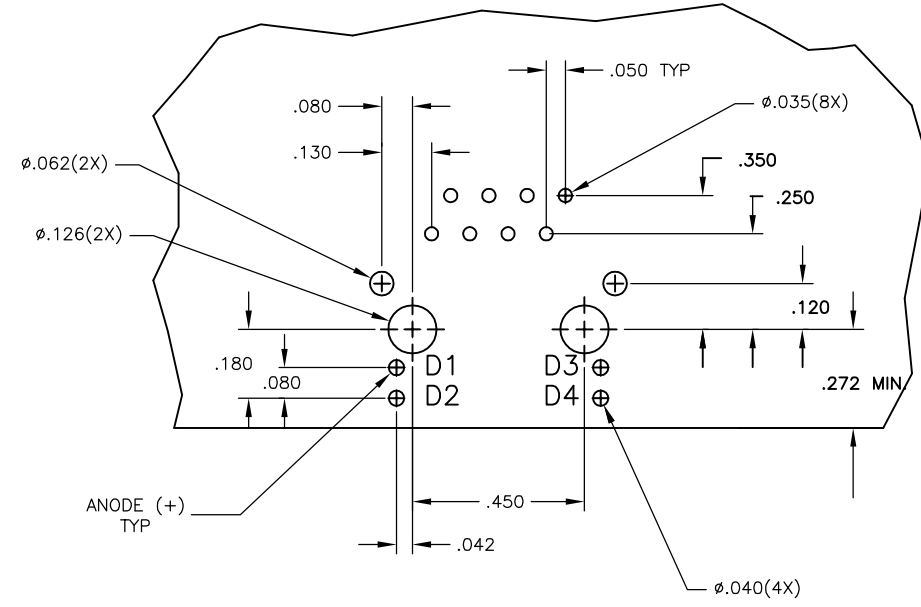 .050 TYP
.080
ø.035(8X)
.130
.350
ø.062(2X)
.250
ø.126(2X)
.120
.180
D1
D3
.080
.272 MIN.
D2
D4
ANODE (+)
TYP
.450
.042
ø.040(4X)